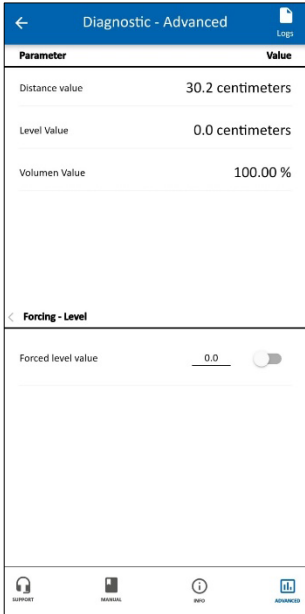 Diagnostic - Advanced
Logs
Parameter Value
Distance value 30.2 centimeters
Level Value 0.0 centimeters
Volumen Value 100.00 %
Forcing - Level
Forced level value 0.0
SUPPORT MANUAL INFO ADVANCED